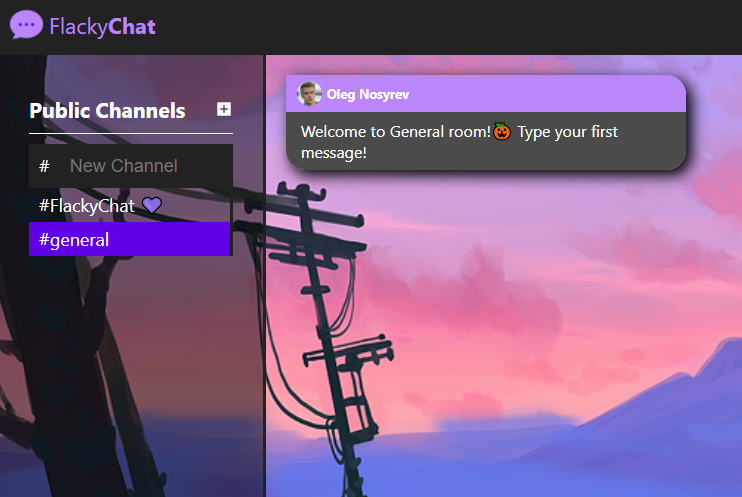 FlackyChat
Public Channels
# New Channel
#FlackyChat 💜
#general
Oleg Nosyrev
Welcome to General room!🎃 Type your first
message!